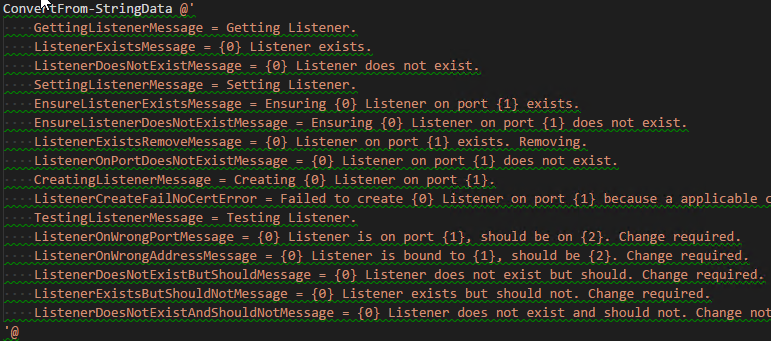 ConvertFrom-StringData @'
GettingListenerMessage = Getting Listener.
ListenerExistsMessage = {0} Listener exists.
ListenerDoesNotExistMessage = {0} Listener does not exist.
SettingListenerMessage = Setting Listener.
EnsureListenerExistsMessage = Ensuring {0} Listener on port {1} exists.
EnsureListenerDoesNotExistMessage = Ensuring {0} Listener on port {1} does not exist.
ListenerExistsRemoveMessage = {0} Listener on port {1} exists. Removing.
ListenerOnPortDoesNotExistMessage = {0} Listener on port {1} does not exist.
CreatingListenerMessage = Creating {0} Listener on port {1}.
ListenerCreateFailNoCertError = Failed to create {0} Listener on port {1} because a applicable c
TestingListenerMessage = Testing Listener.
ListenerOnWrongPortMessage = {0} Listener is on port {1}, should be on {2}. Change required.
ListenerOnWrongAddressMessage = {0} Listener is bound to {1}, should be {2}. Change required.
ListenerDoesNotExistButShouldMessage = {0} Listener does not exist but should. Change required.
ListenerExistsButShouldNotMessage = {0} Listener exists but should not. Change required.
ListenerDoesNotExistAndShouldNotMessage = {0} Listener does not exist and should not. Change not
'@